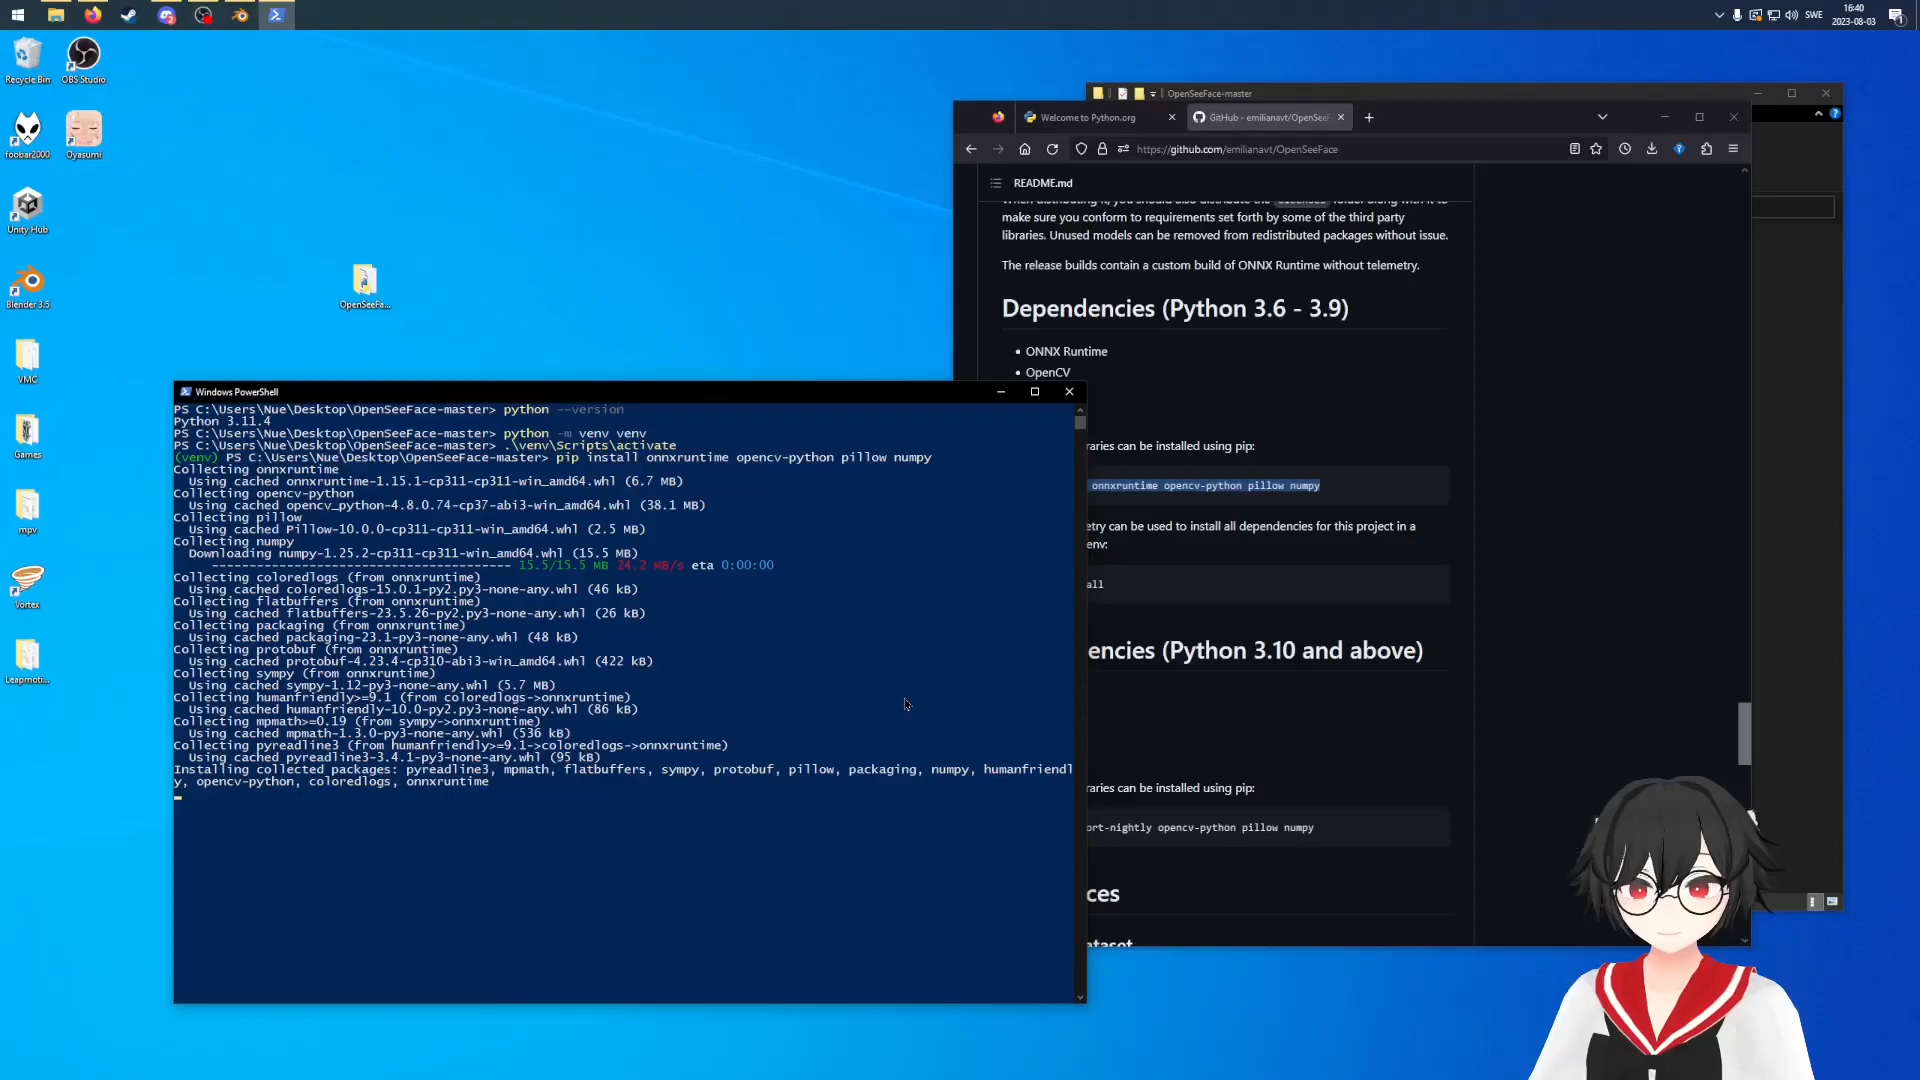 SWE
16:40
2023-08-03
Recycle Bin
OBS Studio
foobar2000
Oyasumi
Unity Hub
Blender 3.5
VMC
Games
mpv
Vortex
Leapmoti...
OpenSeeFa...
OpenSeeFace-master
Welcome to Python.org
GitHub - emilianavt/OpenSeeF
https://github.com/emilianavt/OpenSeeFace
README.md
When distributing it, you should also distribute the Licenses folder along with it to
make sure you conform to requirements set forth by some of the third party
libraries. Unused models can be removed from redistributed packages without issue.
The release builds contain a custom build of ONNX Runtime without telemetry.
Dependencies (Python 3.6 - 3.9)
ONNX Runtime
OpenCV
raries can be installed using pip:
onnxruntime opencv-python pillow numpy
etry can be used to install all dependencies for this project in a
env:
all
encies (Python 3.10 and above)
raries can be installed using pip:
ort-nightly opencv-python pillow numpy
ces
ataset
Windows PowerShell
PS C:\Users\Nue\Desktop\OpenSeeFace-master> python --version
Python 3.11.4
PS C:\Users\Nue\Desktop\OpenSeeFace-master> python -m venv venv
PS C:\Users\Nue\Desktop\OpenSeeFace-master> .\venv\Scripts\activate
(venv) PS C:\Users\Nue\Desktop\OpenSeeFace-master> pip install onnxruntime opencv-python pillow numpy
Collecting onnxruntime
Using cached onnxruntime-1.15.1-cp311-cp311-win_amd64.whl (6.7 MB)
Collecting opencv-python
Using cached opencv_python-4.8.0.74-cp37-abi3-win_amd64.whl (38.1 MB)
Collecting pillow
Using cached Pillow-10.0.0-cp311-cp311-win_amd64.whl (2.5 MB)
Collecting numpy
Downloading numpy-1.25.2-cp311-cp311-win_amd64.whl (15.5 MB)
---------------------------------------- 15.5/15.5 MB 24.2 MB/s eta 0:00:00
Collecting coloredlogs (from onnxruntime)
Using cached coloredlogs-15.0.1-py2.py3-none-any.whl (46 kB)
Collecting flatbuffers (from onnxruntime)
Using cached flatbuffers-23.5.26-py2.py3-none-any.whl (26 kB)
Collecting packaging (from onnxruntime)
Using cached packaging-23.1-py3-none-any.whl (48 kB)
Collecting protobuf (from onnxruntime)
Using cached protobuf-4.23.4-cp310-abi3-win_amd64.whl (422 kB)
Collecting sympy (from onnxruntime)
Using cached sympy-1.12-py3-none-any.whl (5.7 MB)
Collecting humanfriendly>=9.1 (from coloredlogs->onnxruntime)
Using cached humanfriendly-10.0-py2.py3-none-any.whl (86 kB)
Collecting mpmath>=0.19 (from sympy->onnxruntime)
Using cached mpmath-1.3.0-py3-none-any.whl (536 kB)
Collecting pyreadline3 (from humanfriendly>=9.1->coloredlogs->onnxruntime)
Using cached pyreadline3-3.4.1-py3-none-any.whl (95 kB)
Installing collected packages: pyreadline3, mpmath, flatbuffers, sympy, protobuf, pillow, packaging, numpy, humanfriendl
y, opencv-python, coloredlogs, onnxruntime